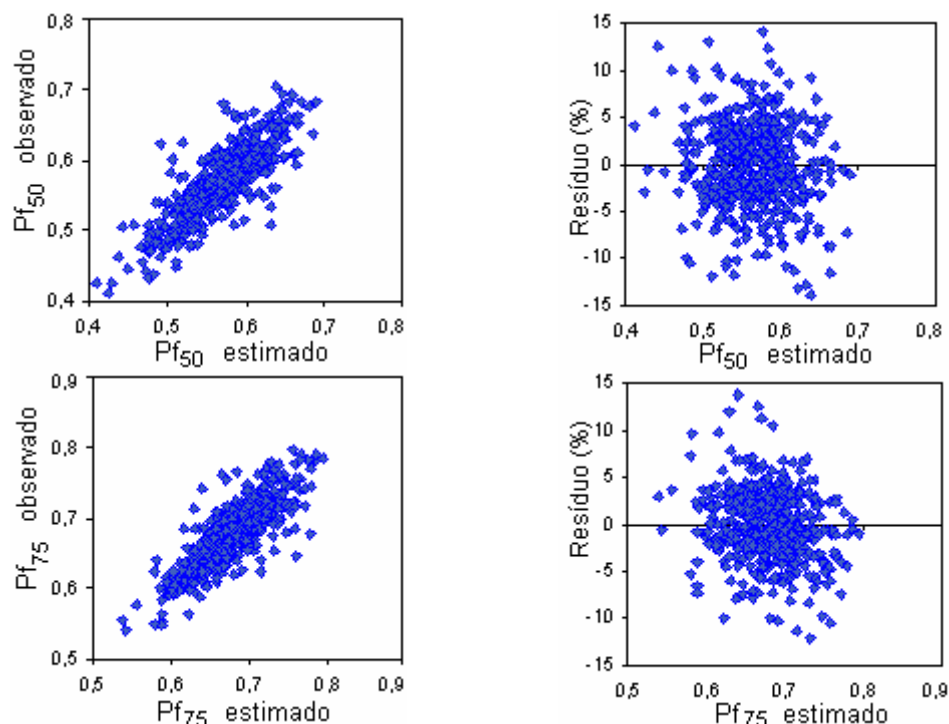 0,8
0,7
0,6
0,5
0,4
Pf50 observado
0,4 0,5 0,6 0,7 0,8
Pf50 estimado
15
10
5
0
-5
-10
-15
Resíduo (%)
0,4 0,5 0,6 0,7 0,8
Pf50 estimado
0,9
0,8
0,7
0,6
0,5
Pf75 observado
0,5 0,6 0,7 0,8 0,9
Pf75 estimado
15
10
5
0
-5
-10
-15
Resíduo (%)
0,5 0,6 0,7 0,8 0,9
Pf75 estimado